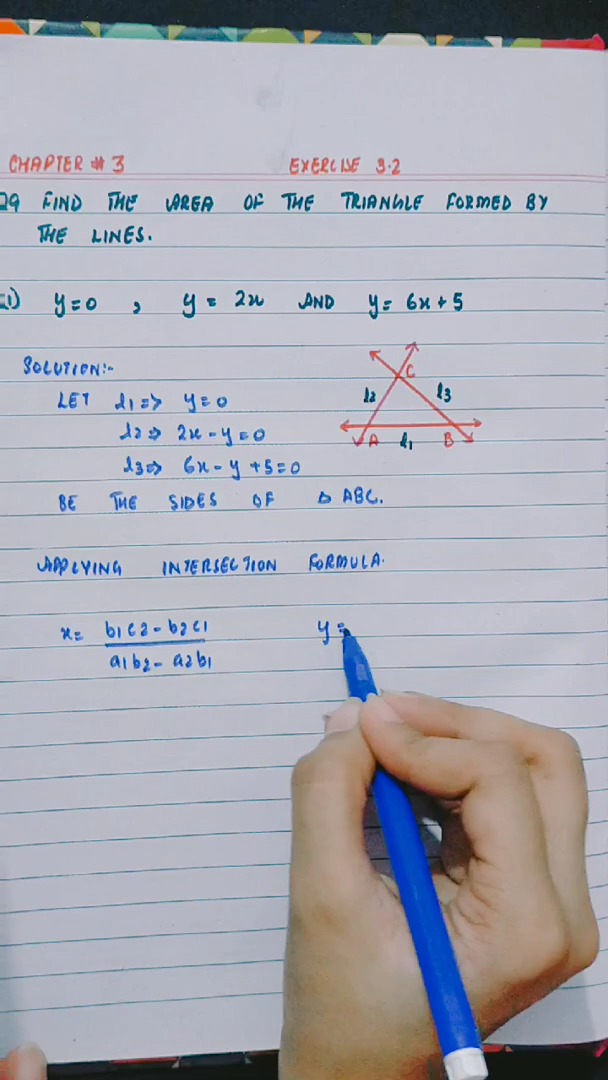 CHAPTER # 3 EXERCISE 3.2
Q9 FIND THE AREA OF THE TRIANGLE FORMED BY
THE LINES.
i) y=0 , y = 2x AND y= 6x+5
SOLUTION:-
LET l1=> y=0
l2=> 2x-y=0
l3=> 6x-y+5=0
C
l2 l3
A l1 B
BE THE SIDES OF △ ABC.
APPLYING INTERSECTION FORMULA.
x= b1c2-b2c1 y =
a1b2-a2b1